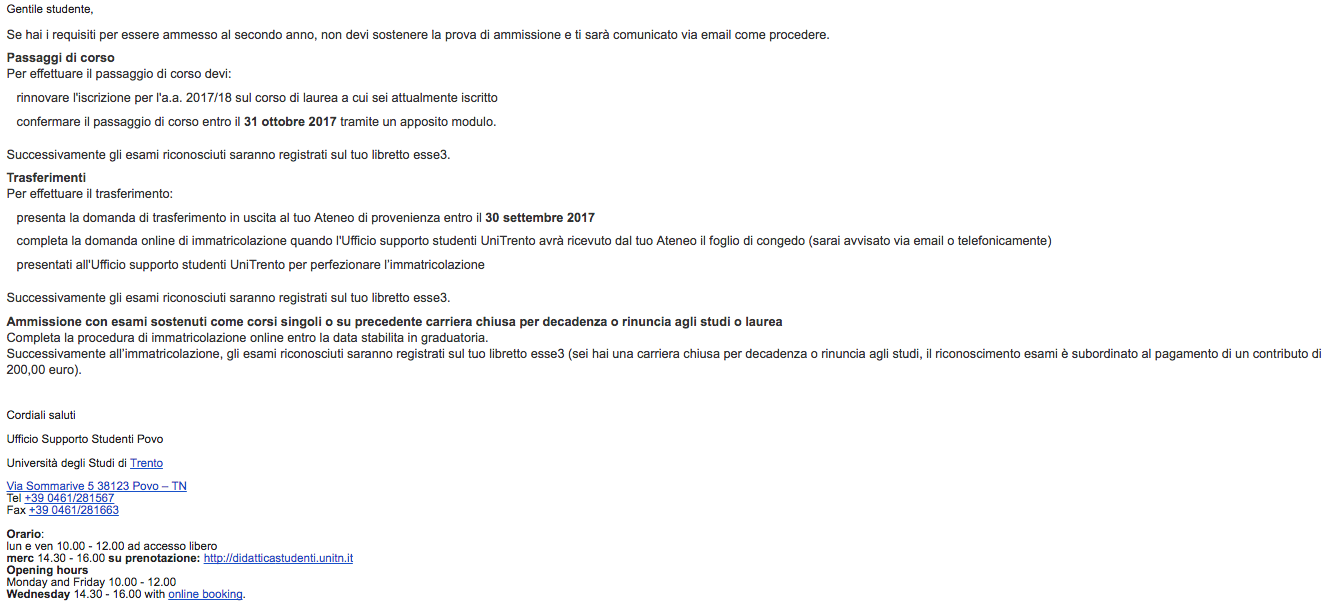 Gentile studente,
Se hai i requisiti per essere ammesso al secondo anno, non devi sostenere la prova di ammissione e ti sarà comunicato via email come procedere.
Passaggi di corso
Per effettuare il passaggio di corso devi:
rinnovare l'iscrizione per l'a.a. 2017/18 sul corso di laurea a cui sei attualmente iscritto
confermare il passaggio di corso entro il 31 ottobre 2017 tramite un apposito modulo.
Successivamente gli esami riconosciuti saranno registrati sul tuo libretto esse3.
Trasferimenti
Per effettuare il trasferimento:
presenta la domanda di trasferimento in uscita al tuo Ateneo di provenienza entro il 30 settembre 2017
completa la domanda online di immatricolazione quando l'Ufficio supporto studenti UniTrento avrà ricevuto dal tuo Ateneo il foglio di congedo (sarai avvisato via email o telefonicamente)
presentati all'Ufficio supporto studenti UniTrento per perfezionare l'immatricolazione
Successivamente gli esami riconosciuti saranno registrati sul tuo libretto esse3.
Ammissione con esami sostenuti come corsi singoli o su precedente carriera chiusa per decadenza o rinuncia agli studi o laurea
Completa la procedura di immatricolazione online entro la data stabilita in graduatoria.
Successivamente all'immatricolazione, gli esami riconosciuti saranno registrati sul tuo libretto esse3 (sei hai una carriera chiusa per decadenza o rinuncia agli studi, il riconoscimento esami è subordinato al pagamento di un contributo di
200,00 euro).
Cordiali saluti
Ufficio Supporto Studenti Povo
Università degli Studi di Trento
Via Sommarive 5 38123 Povo – TN
Tel +39 0461/281567
Fax +39 0461/281663
Orario:
lun e ven 10.00 - 12.00 ad accesso libero
merc 14.30 - 16.00 su prenotazione: http://didatticastudenti.unitn.it
Opening hours
Monday and Friday 10.00 - 12.00
Wednesday 14.30 - 16.00 with online booking.